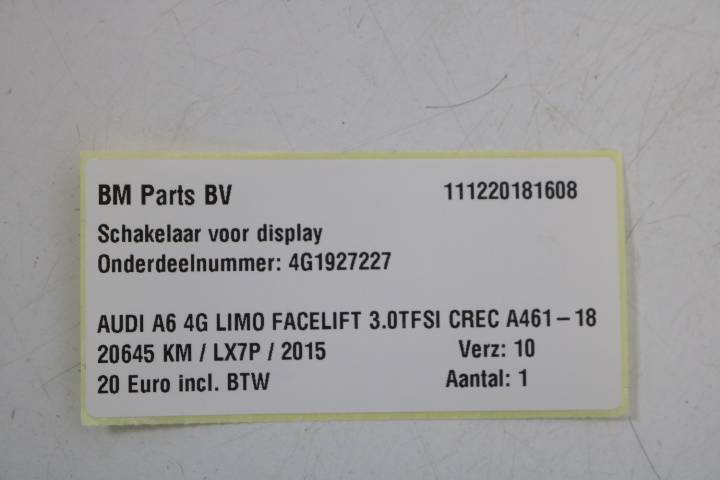 BM Parts BV 111220181608
Schakelaar voor display
Onderdeelnummer: 4G1927227
AUDI A6 4G LIMO FACELIFT 3.0TFSI CREC A461-18
20645 KM / LX7P / 2015 Verz: 10
20 Euro incl. BTW Aantal: 1